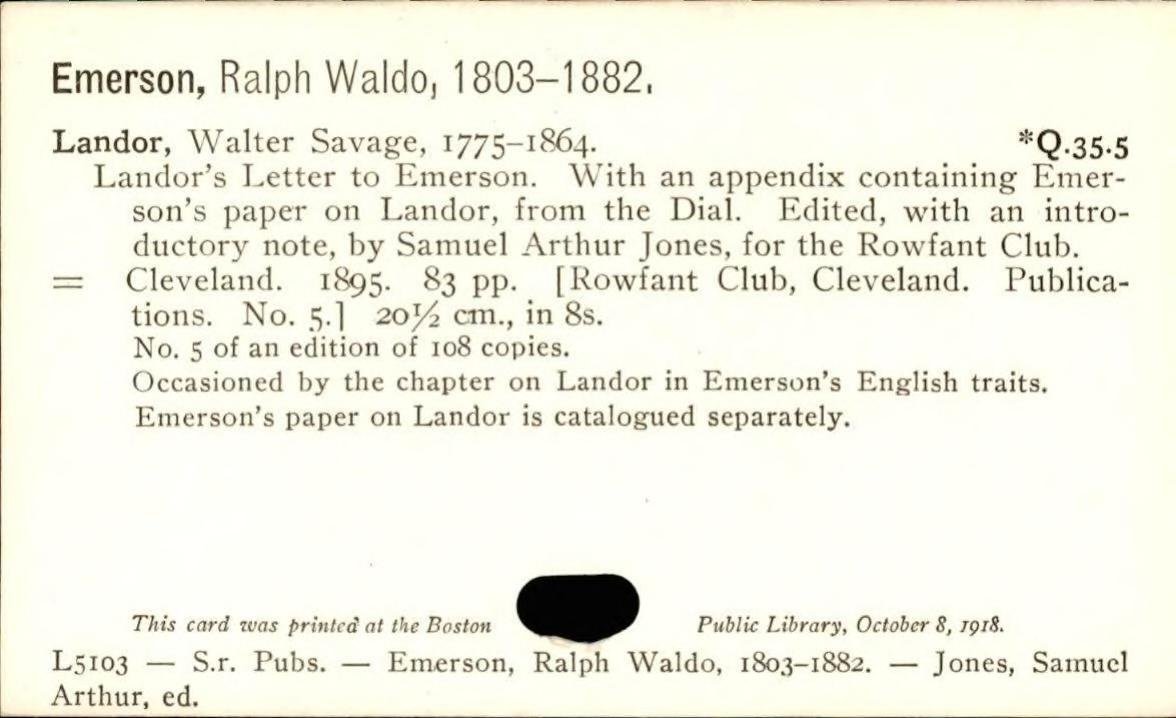 Emerson, Ralph Waldo, 1803–1882.
Landor, Walter Savage, 1775–1864. *Q.35.5
Landor's Letter to Emerson. With an appendix containing Emer-
son's paper on Landor, from the Dial. Edited, with an intro-
ductory note, by Samuel Arthur Jones, for the Rowfant Club.
= Cleveland. 1895. 83 pp. [Rowfant Club, Cleveland. Publica-
tions. No. 5.] 20½ cm., in 8s.
No. 5 of an edition of 108 copies.
Occasioned by the chapter on Landor in Emerson's English traits.
Emerson's paper on Landor is catalogued separately.
This card was printed at the Boston Public Library, October 8, 1918.
L5103 — S.r. Pubs. — Emerson, Ralph Waldo, 1803–1882. — Jones, Samuel
Arthur, ed.